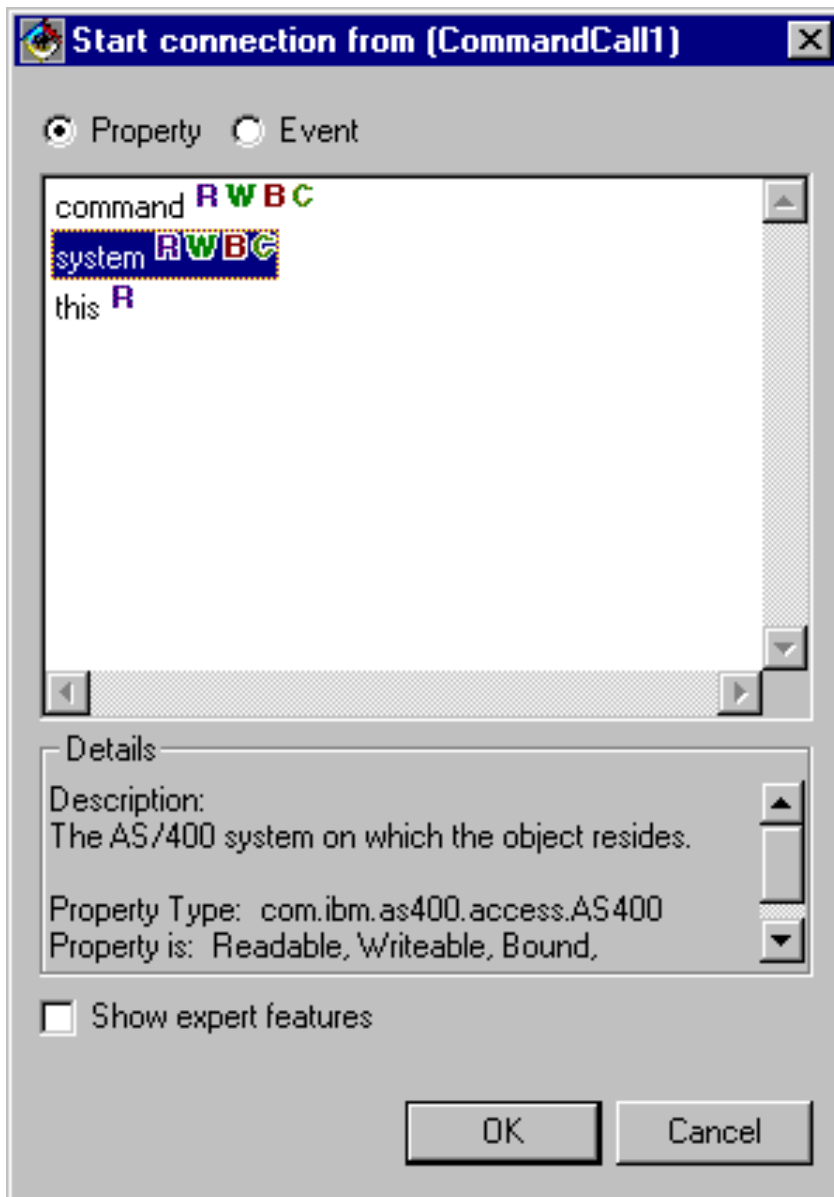 Start connection from (CommandCall1)
Property Event
command R W B C
system R W B C
this R
Details
Description:
The AS/400 system on which the object resides.
Property Type: com.ibm.as400.access.AS400
Property is: Readable, Writeable, Bound,
Show expert features
OK Cancel